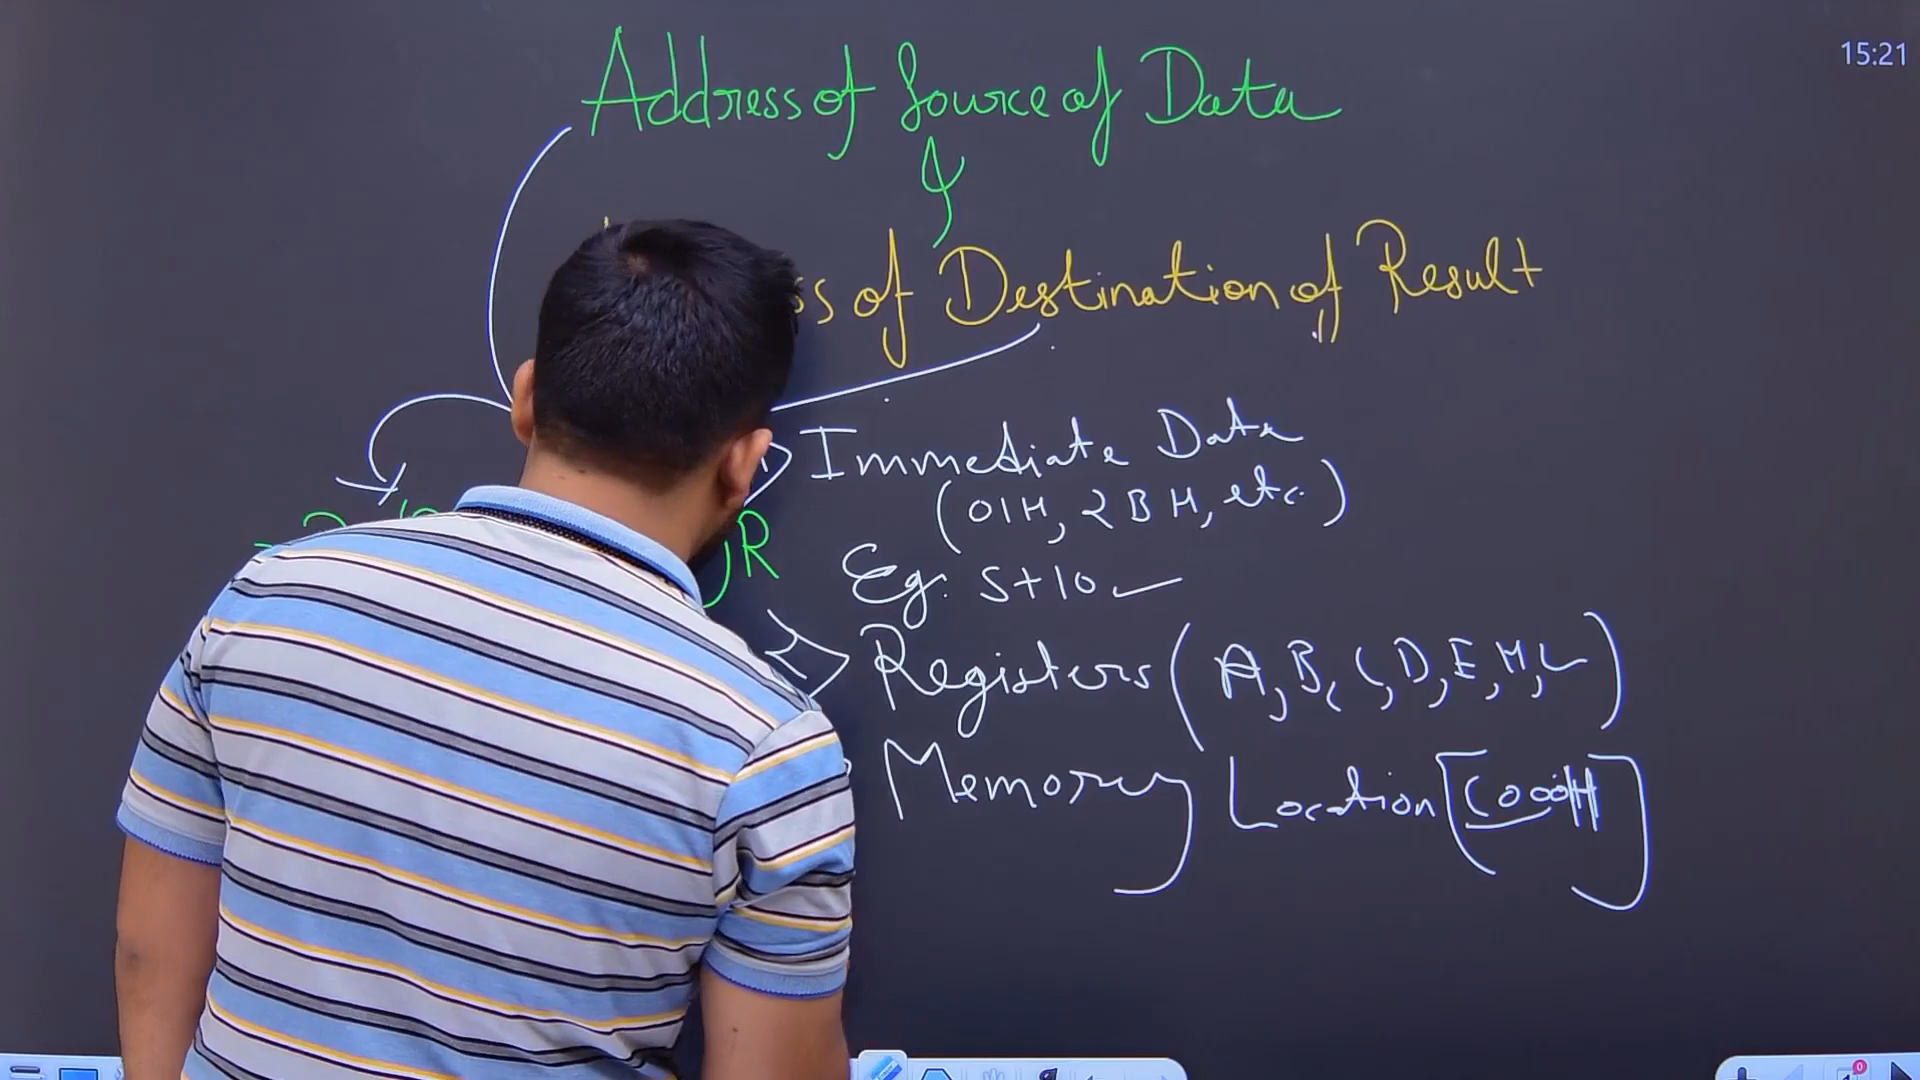 15:21
Address of Source of Data
&
of Destination of Result
Immediate Data
(01H, 2BH, etc.)
Eg: 5+10
Registers (A, B, C, D, E, H, L)
Memory Location [C000H]